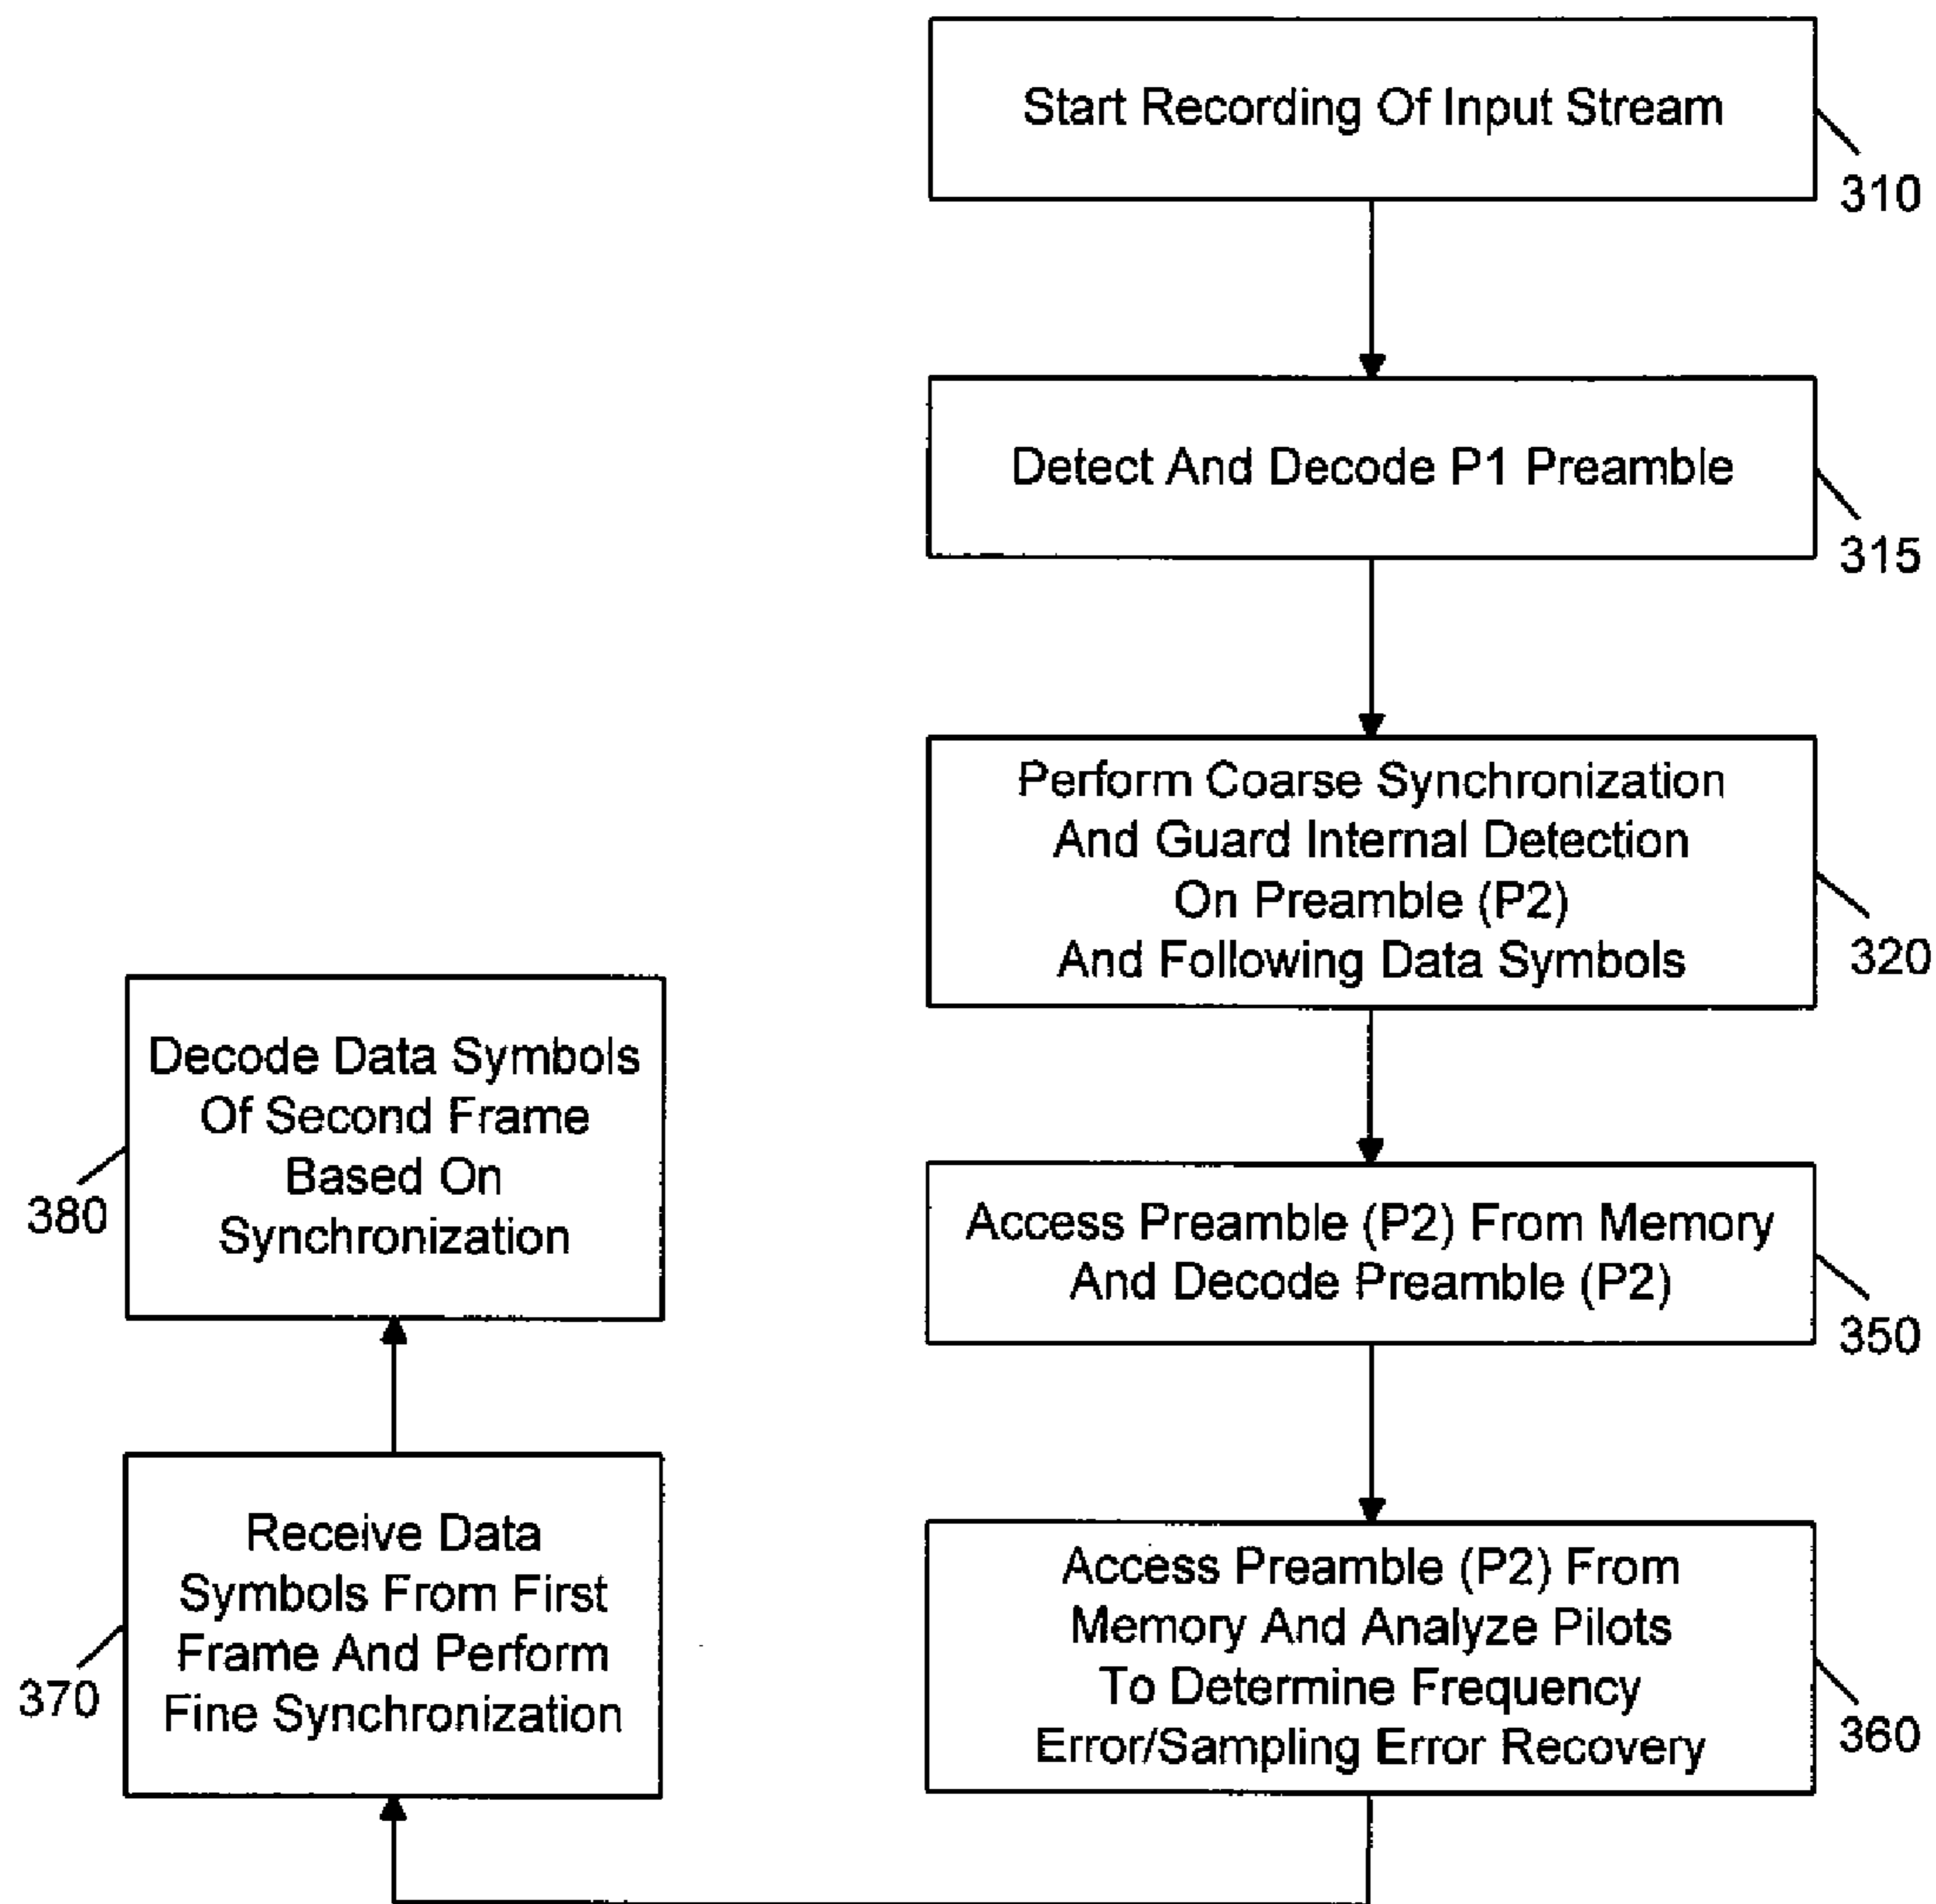 Start Recording Of Input Stream
310
Detect And Decode P1 Preamble
315
Perform Coarse Synchronization
And Guard Internal Detection
On Preamble (P2)
And Following Data Symbols
320
Access Preamble (P2) From Memory
And Decode Preamble (P2)
350
Access Preamble (P2) From
Memory And Analyze Pilots
To Determine Frequency
Error/Sampling Error Recovery
360
Receive Data
Symbols From First
Frame And Perform
Fine Synchronization
370
Decode Data Symbols
Of Second Frame
Based On
Synchronization
380